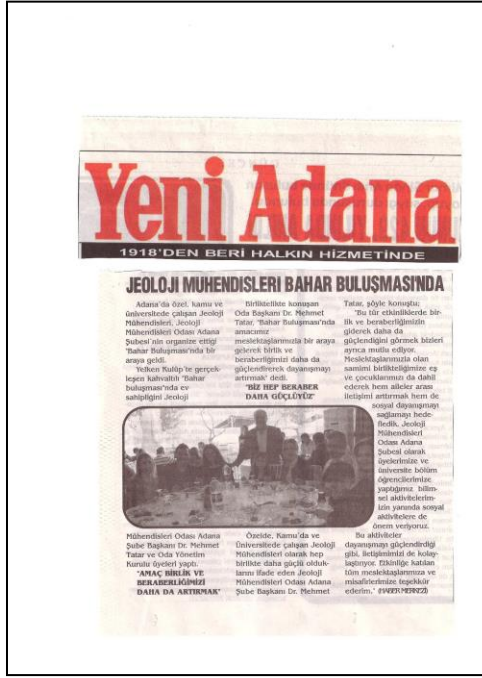 Yeni Adana
1918'DEN BERİ HALKIN HİZMETİNDE
JEOLOJİ MÜHENDİSLERİ BAHAR BULUŞMASI'NDA
Adana'da özel, kamu ve
üniversitede çalışan Jeoloji
Mühendisleri, Jeoloji
Mühendisleri Odası Adana
Şubesi'nin organize ettiği
'Bahar Buluşması'nda bir
araya geldi.
Yelken Kulüp'te gerçek-
leşen kahvaltılı 'Bahar
buluşması'nda ev
sahipliğini Jeoloji
Mühendisleri Odası Adana
Şube Başkanı Dr. Mehmet
Tatar ve Oda Yönetim
Kurulu üyeleri yaptı.
'AMAÇ BİRLİK VE
BERABERLİĞİMİZİ
DAHA DA ARTIRMAK'
Birliktelikte konuşan
Oda Başkanı Dr. Mehmet
Tatar, 'Bahar Buluşması'nda
amacımız
meslektaşlarımızla bir araya
gelerek birlik ve
beraberliğimizi daha da
güçlendirerek dayanışmayı
artırmak' dedi.
'BİZ HEP BERABER
DAHA GÜÇLÜYÜZ'
Özelde, Kamu'da ve
Üniversitede çalışan Jeoloji
Mühendisleri olarak hep
birlikte daha güçlü olduk-
larını ifade eden Jeoloji
Mühendisleri Odası Adana
Şube Başkanı Dr. Mehmet
Tatar, şöyle konuştu;
'Bu tür etkinliklerde bir-
lik ve beraberliğimizin
giderek daha da
güçlendiğini görmek bizleri
ayrıca mutlu ediyor.
Meslektaşlarımızla olan
samimi birlikteliğimize eş
ve çocuklarımızı da dahil
ederek hem aileler arası
iletişimi artırmak hem de
sosyal dayanışmayı
sağlamayı hede-
fledik. Jeoloji
Mühendisleri
Odası Adana
Şubesi olarak
üyelerimize ve
üniversite bölüm
öğrencilerimize
yaptığımız bilim-
sel aktivitelerim-
izin yanında sosyal
aktivitelere de
önem veriyoruz.
Bu aktiviteler
dayanışmayı güçlendirdiği
gibi, iletişimimizi de kolay-
laştırıyor. Etkinliğe katılan
tüm meslektaşlarımıza ve
misafirlerimize teşekkür
ederim.' (HABER MERKEZİ)